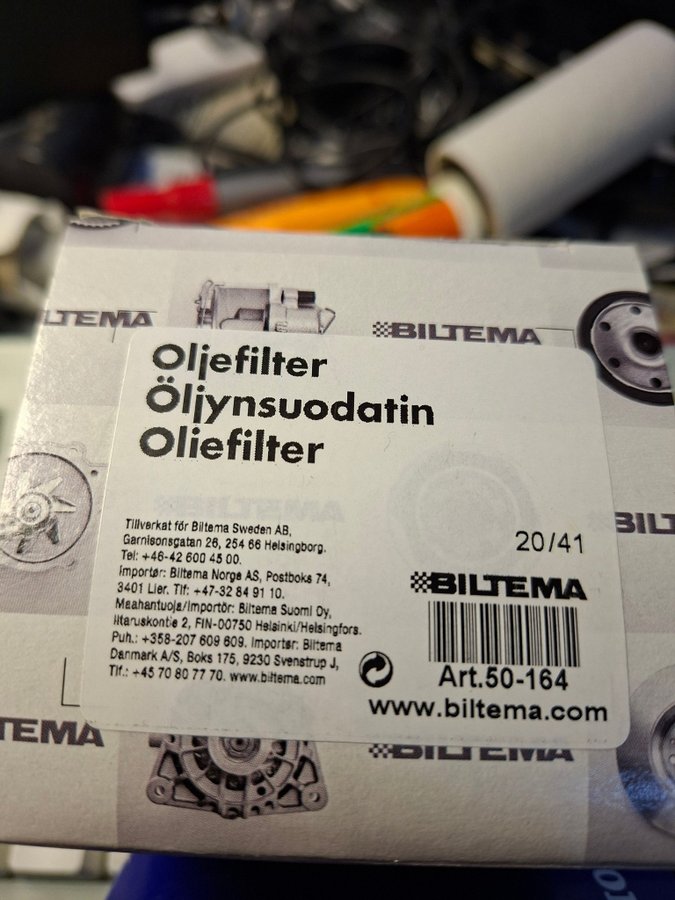 LTEMA
BILTEMA
Oljefilter
Öljynsuodatin
Oliefilter
BILT
20/41
Tillverkat för Biltema Sweden AB,
Garnisonsgatan 26, 254 66 Helsingborg.
Tel: +46-42 600 45 00.
Importør: Biltema Norge AS, Postboks 74,
3401 Lier. Tlf: +47-32 84 91 10.
Maahantuoja/Importör: Biltema Suomi Oy,
Iitaruskontie 2, FIN-00750 Helsinki/Helsingfors.
Puh.: +358-207 609 609. Importør: Biltema
Danmark A/S, Boks 175, 9230 Svenstrup J,
Tlf.: +45 70 80 77 70. www.biltema.com
BILTEMA
Art.50-164
www.biltema.com
TEMA
BILTEMA